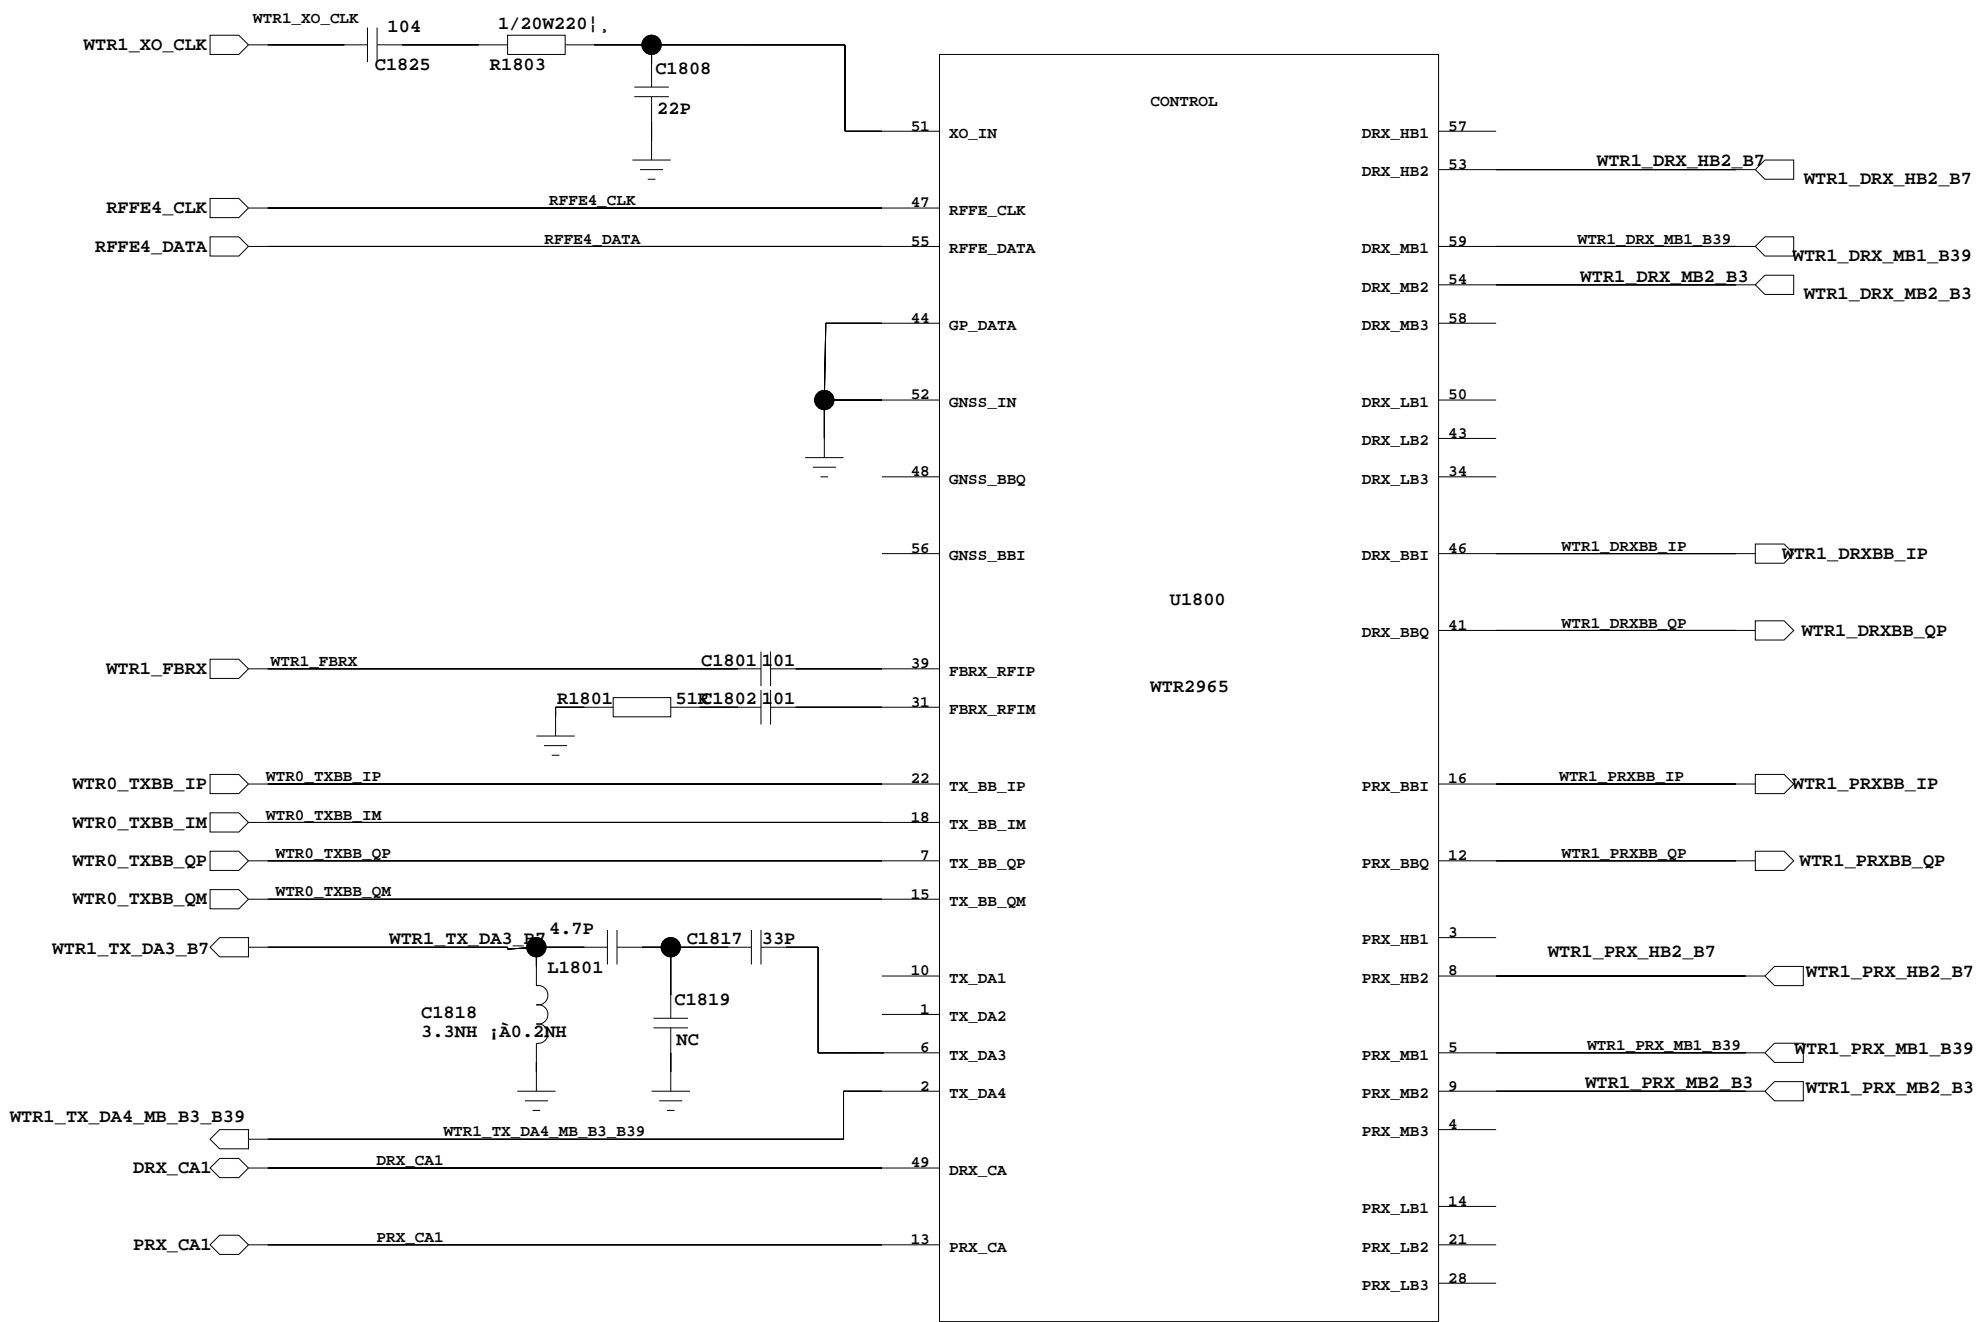 WTR1_XO_CLK
104
1/20W220¦¸
WTR1_XO_CLK
C1825
R1803
C1808
22P
CONTROL
51
XO_IN
DRX_HB1
57
DRX_HB2
53
WTR1_DRX_HB2_B7
WTR1_DRX_HB2_B7
RFFE4_CLK
RFFE4_CLK
47
RFFE_CLK
RFFE4_DATA
RFFE4_DATA
55
RFFE_DATA
DRX_MB1
59
WTR1_DRX_MB1_B39
WTR1_DRX_MB1_B39
DRX_MB2
54
WTR1_DRX_MB2_B3
WTR1_DRX_MB2_B3
44
GP_DATA
DRX_MB3
58
52
GNSS_IN
DRX_LB1
50
DRX_LB2
43
48
GNSS_BBQ
DRX_LB3
34
56
GNSS_BBI
DRX_BBI
46
WTR1_DRXBB_IP
WTR1_DRXBB_IP
U1800
DRX_BBQ
41
WTR1_DRXBB_QP
WTR1_DRXBB_QP
WTR1_FBRX
WTR1_FBRX
C1801
101
39
FBRX_RFIP
WTR2965
R1801
51K
C1802
101
31
FBRX_RFIM
WTR0_TXBB_IP
WTR0_TXBB_IP
22
TX_BB_IP
PRX_BBI
16
WTR1_PRXBB_IP
WTR1_PRXBB_IP
WTR0_TXBB_IM
WTR0_TXBB_IM
18
TX_BB_IM
WTR0_TXBB_QP
WTR0_TXBB_QP
7
TX_BB_QP
PRX_BBQ
12
WTR1_PRXBB_QP
WTR1_PRXBB_QP
WTR0_TXBB_QM
WTR0_TXBB_QM
15
TX_BB_QM
WTR1_TX_DA3_B7
WTR1_TX_DA3_B7
4.7P
L1801
C1817
33P
PRX_HB1
3
WTR1_PRX_HB2_B7
10
TX_DA1
PRX_HB2
8
WTR1_PRX_HB2_B7
C1818
3.3NH ¡À0.2NH
C1819
NC
1
TX_DA2
6
TX_DA3
PRX_MB1
5
WTR1_PRX_MB1_B39
WTR1_PRX_MB1_B39
2
TX_DA4
PRX_MB2
9
WTR1_PRX_MB2_B3
WTR1_PRX_MB2_B3
WTR1_TX_DA4_MB_B3_B39
WTR1_TX_DA4_MB_B3_B39
PRX_MB3
4
DRX_CA1
DRX_CA1
49
DRX_CA
PRX_LB1
14
PRX_CA1
PRX_CA1
13
PRX_CA
PRX_LB2
21
PRX_LB3
28